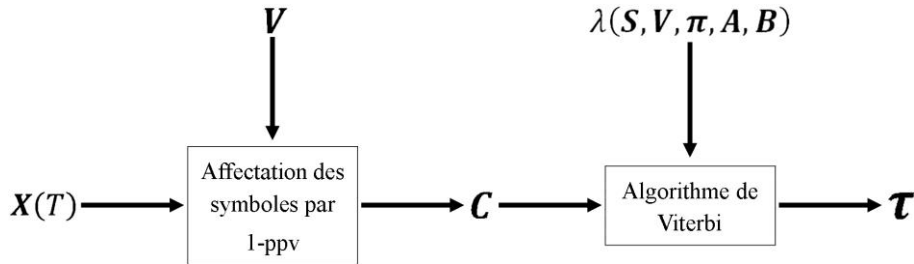 V
λ(S, V, π, A, B)
X(T)
Affectation des
symboles par
1-ppv
C
Algorithme de
Viterbi
τ